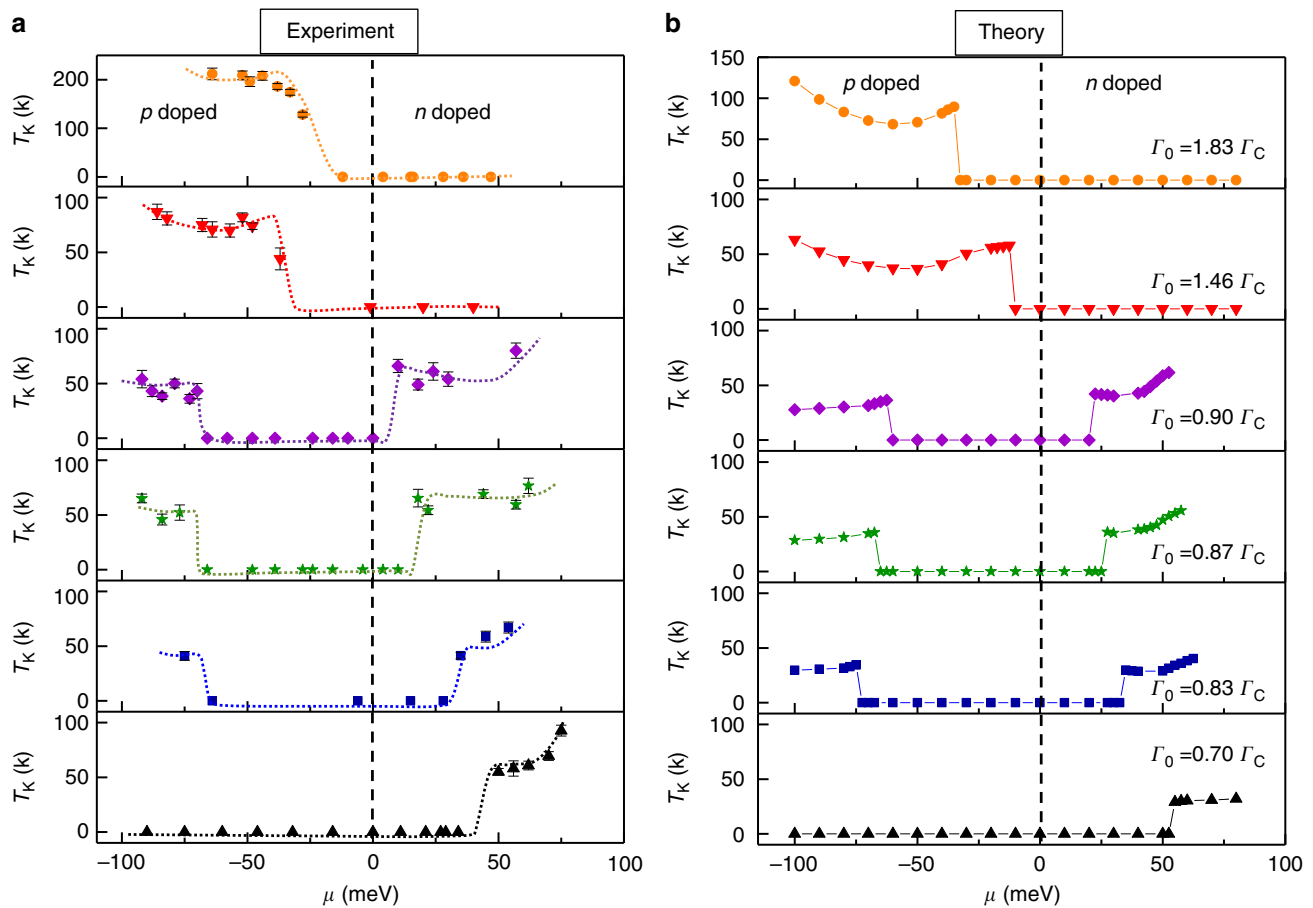 a
Experiment
200
100
0
T_K (k)
p doped
n doped
100
50
0
T_K (k)
100
50
0
T_K (k)
100
50
0
T_K (k)
100
50
0
T_K (k)
100
50
0
T_K (k)
–100
–50
0
50
100
μ (meV)
b
Theory
150
100
50
0
T_K (k)
p doped
n doped
Γ_0 =1.83 Γ_C
100
50
0
T_K (k)
Γ_0 =1.46 Γ_C
100
50
0
T_K (k)
Γ_0 =0.90 Γ_C
100
50
0
T_K (k)
Γ_0 =0.87 Γ_C
100
50
0
T_K (k)
Γ_0 =0.83 Γ_C
100
50
0
T_K (k)
Γ_0 =0.70 Γ_C
–100
–50
0
50
100
μ (meV)